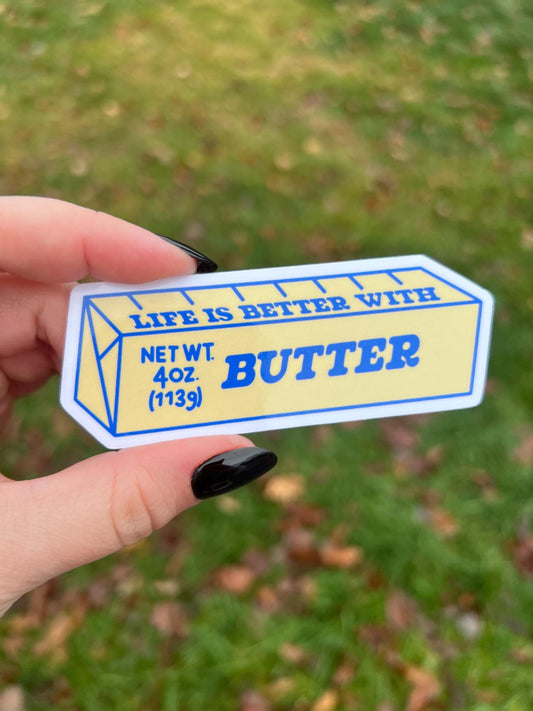 LIFE IS BETTER WITH
NET WT.
4OZ.
(113g)
BUTTER